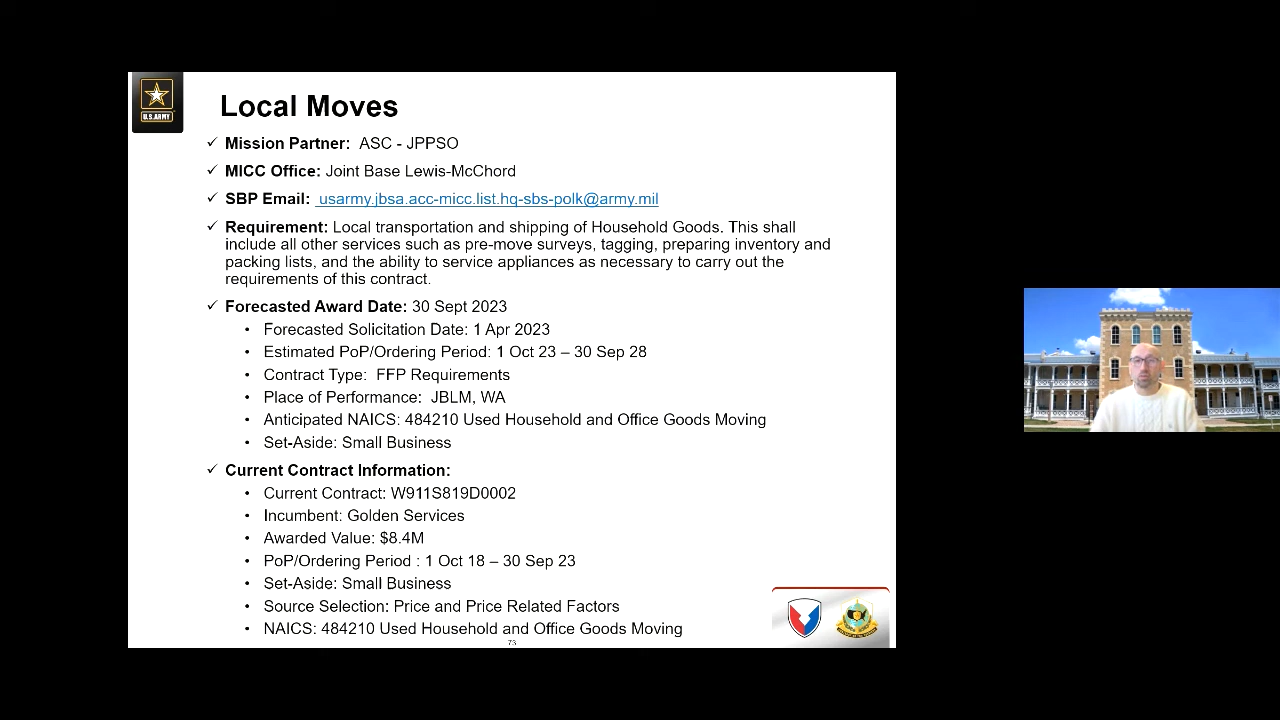 U.S.ARMY
Local Moves
✓ Mission Partner: ASC - JPPSO
✓ MICC Office: Joint Base Lewis-McChord
✓ SBP Email: usarmy.jbsa.acc-micc.list.hq-sbs-polk@army.mil
✓ Requirement: Local transportation and shipping of Household Goods. This shall
include all other services such as pre-move surveys, tagging, preparing inventory and
packing lists, and the ability to service appliances as necessary to carry out the
requirements of this contract.
✓ Forecasted Award Date: 30 Sept 2023
• Forecasted Solicitation Date: 1 Apr 2023
• Estimated PoP/Ordering Period: 1 Oct 23 – 30 Sep 28
• Contract Type: FFP Requirements
• Place of Performance: JBLM, WA
• Anticipated NAICS: 484210 Used Household and Office Goods Moving
• Set-Aside: Small Business
✓ Current Contract Information:
• Current Contract: W911S819D0002
• Incumbent: Golden Services
• Awarded Value: $8.4M
• PoP/Ordering Period : 1 Oct 18 – 30 Sep 23
• Set-Aside: Small Business
• Source Selection: Price and Price Related Factors
• NAICS: 484210 Used Household and Office Goods Moving
73